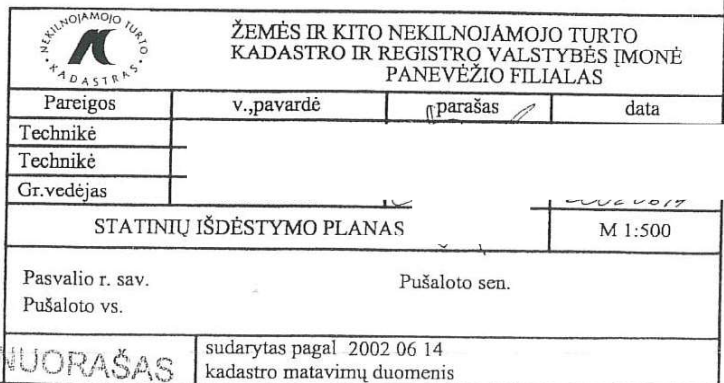 NEKILNOJAMOJO TURTO
KADASTRAS
ŽEMĖS IR KITO NEKILNOJAMOJO TURTO
KADASTRO IR REGISTRO VALSTYBĖS ĮMONĖ
PANEVĖŽIO FILIALAS
Pareigos v.,pavardė parašas data
Technikė
Technikė
Gr.vedėjas
STATINIŲ IŠDĖSTYMO PLANAS M 1:500
Pasvalio r. sav. Pušaloto sen.
Pušaloto vs.
NUORAŠAS
sudarytas pagal 2002 06 14
kadastro matavimų duomenis